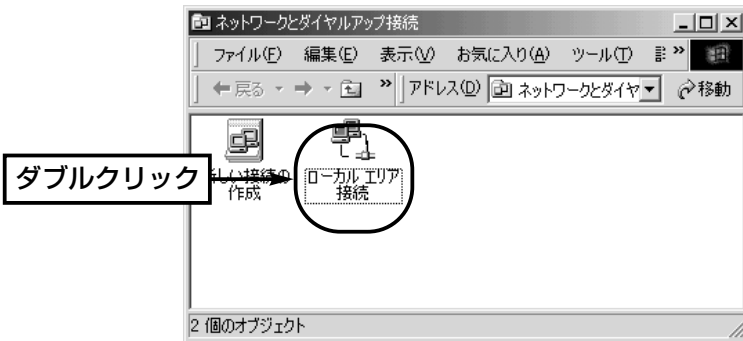 ネットワークとダイヤルアップ接続
ファイル(F) 編集(E) 表示(V) お気に入り(A) ツール(T) »
戻る » アドレス(D) ネットワークとダイヤ 移動
ダブルクリック
しい接続の
作成
ローカル エリア
接続
2 個のオブジェクト